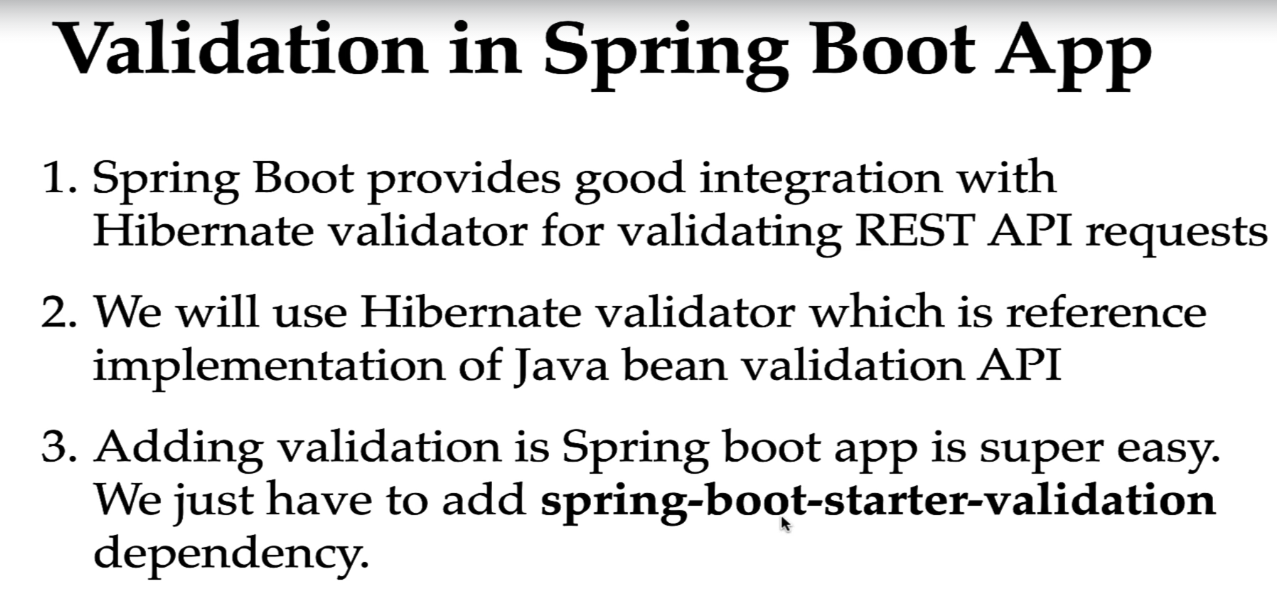 Validation in Spring Boot App
1. Spring Boot provides good integration with
Hibernate validator for validating REST API requests
2. We will use Hibernate validator which is reference
implementation of Java bean validation API
3. Adding validation is Spring boot app is super easy.
We just have to add spring-boot-starter-validation
dependency.